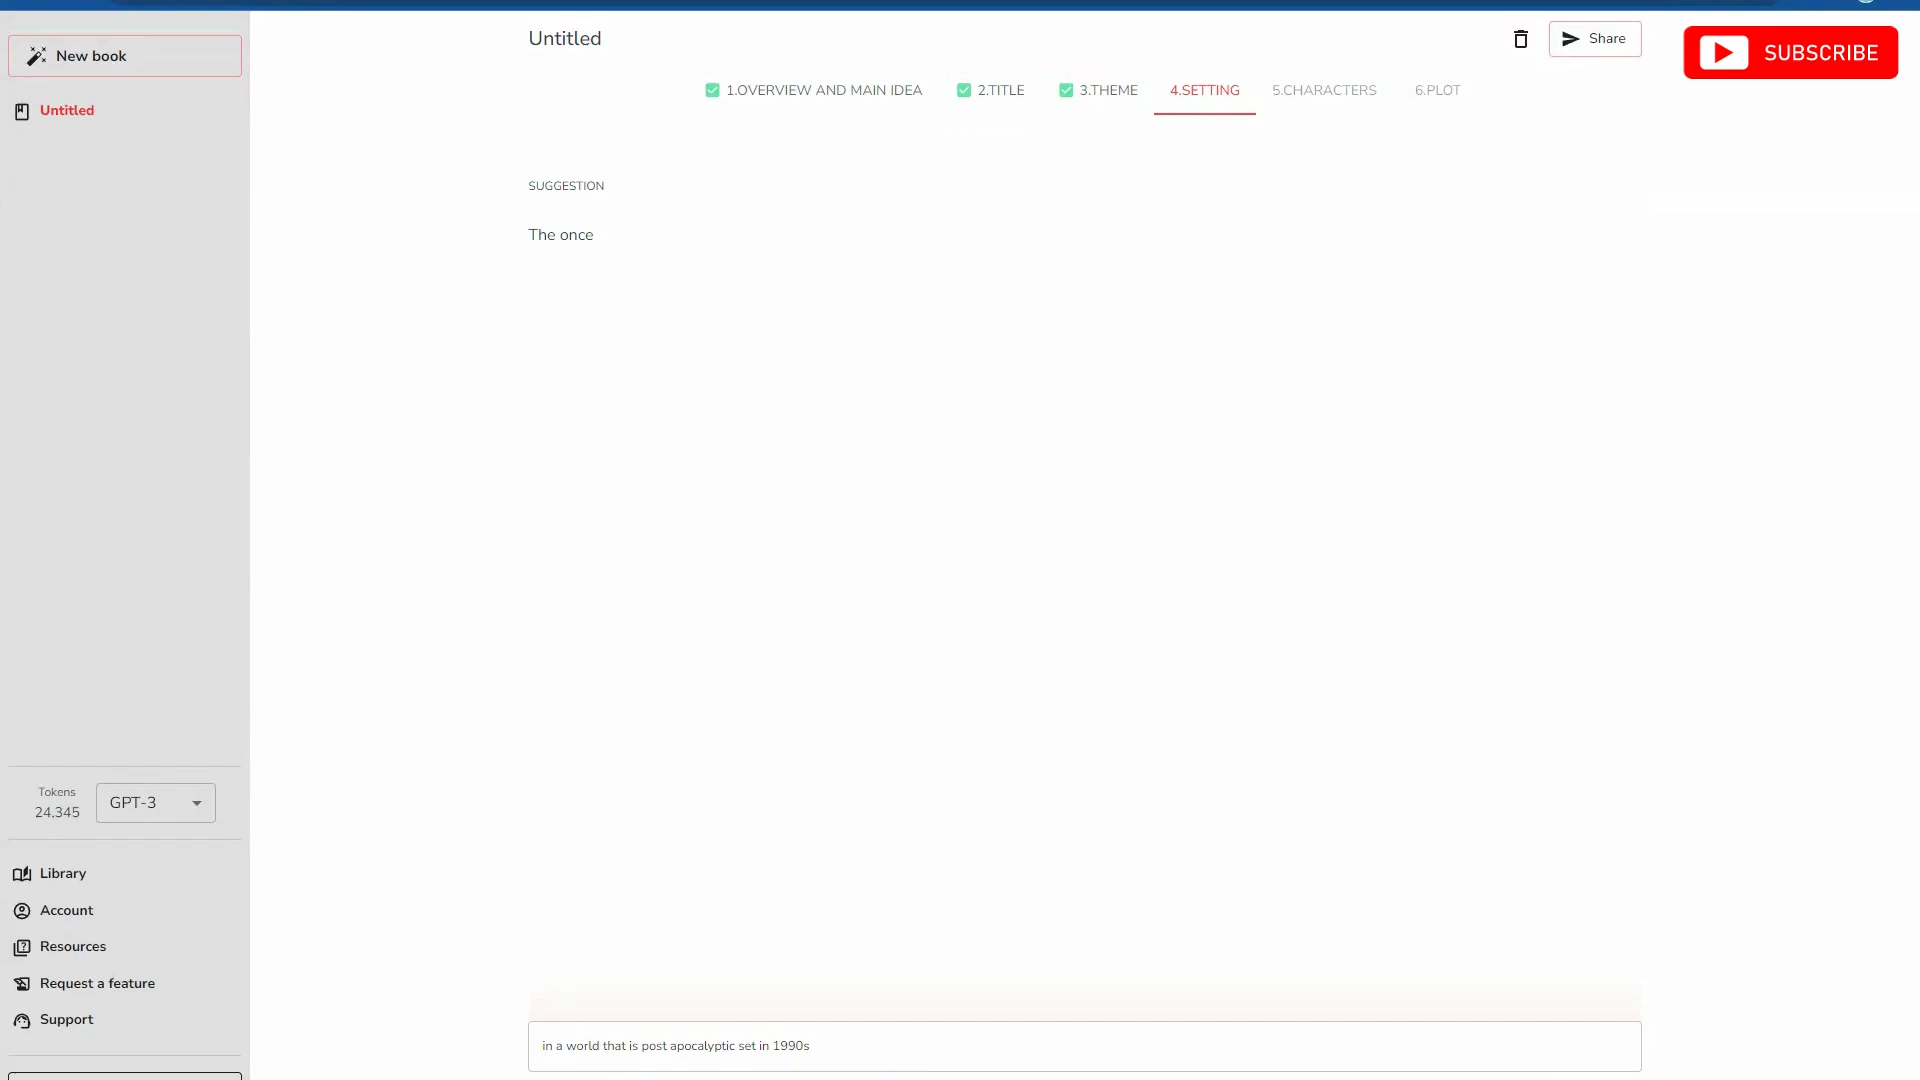 New book
Untitled
Tokens
24,345
GPT-3
Library
Account
Resources
Request a feature
Support
Untitled
Share
SUBSCRIBE
1.OVERVIEW AND MAIN IDEA
2.TITLE
3.THEME
4.SETTING
5.CHARACTERS
6.PLOT
SUGGESTION
The once
in a world that is post apocalyptic set in 1990s